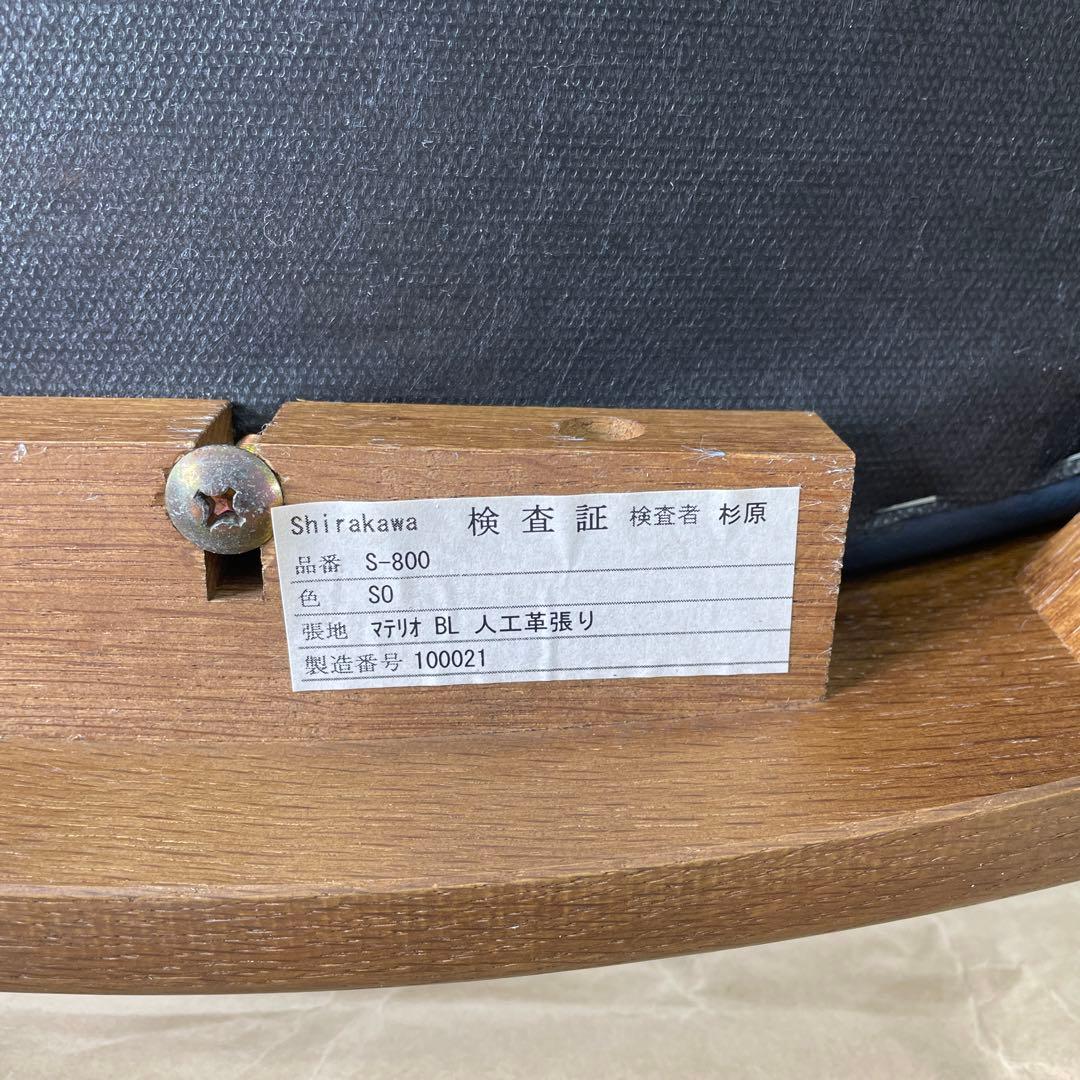 Shirakawa 検査証 検査者 杉原
品番 S-800
色 SO
張地 ﾏﾃﾘｵ BL 人工革張り
製造番号 100021